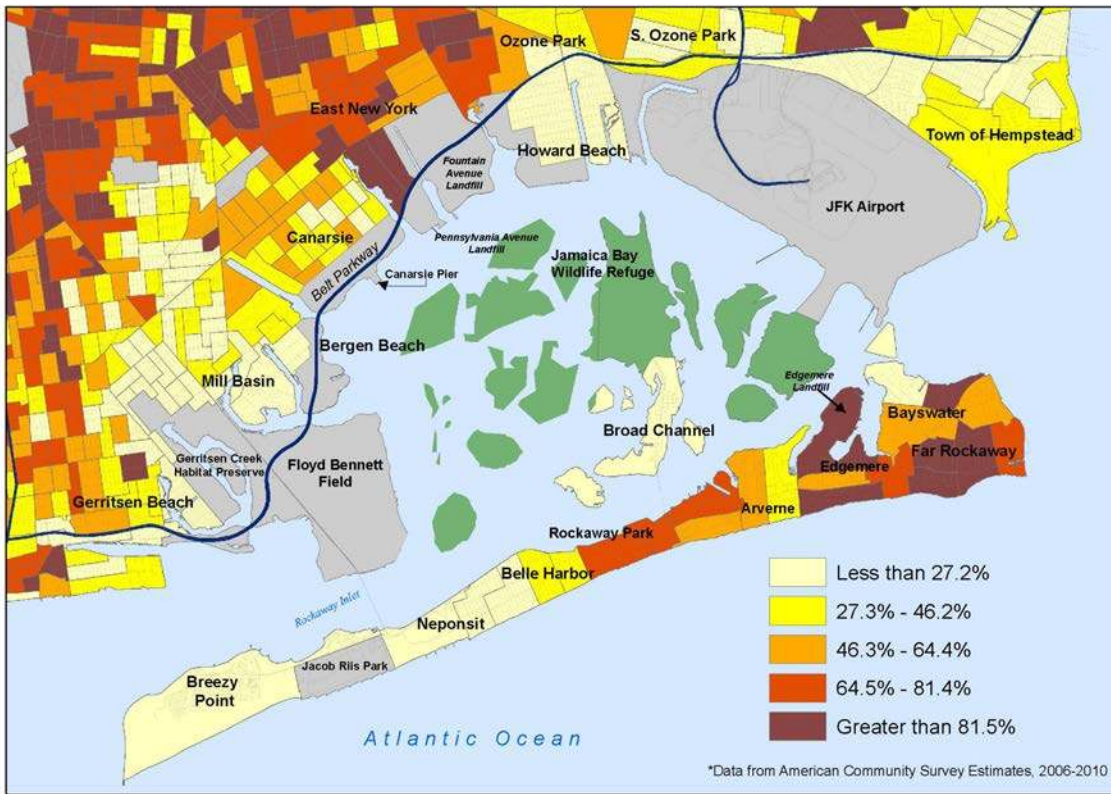 Ozone Park
S. Ozone Park
East New York
Town of Hempstead
Howard Beach
Fountain
Avenue
Landfill
JFK Airport
Canarsie
Pennsylvania Avenue
Landfill
Jamaica Bay
Wildlife Refuge
Belt Parkway
Canarsie Pier
Bergen Beach
Mill Basin
Edgemere
Landfill
Bayswater
Broad Channel
Far Rockaway
Gerritsen Creek
Habitat Preserve
Floyd Bennett
Field
Edgemere
Gerritsen Beach
Arverne
Rockaway Park
Belle Harbor
Rockaway Inlet
Neponsit
Jacob Riis Park
Breezy
Point
Atlantic Ocean
Less than 27.2%
27.3% - 46.2%
46.3% - 64.4%
64.5% - 81.4%
Greater than 81.5%
*Data from American Community Survey Estimates, 2006-2010